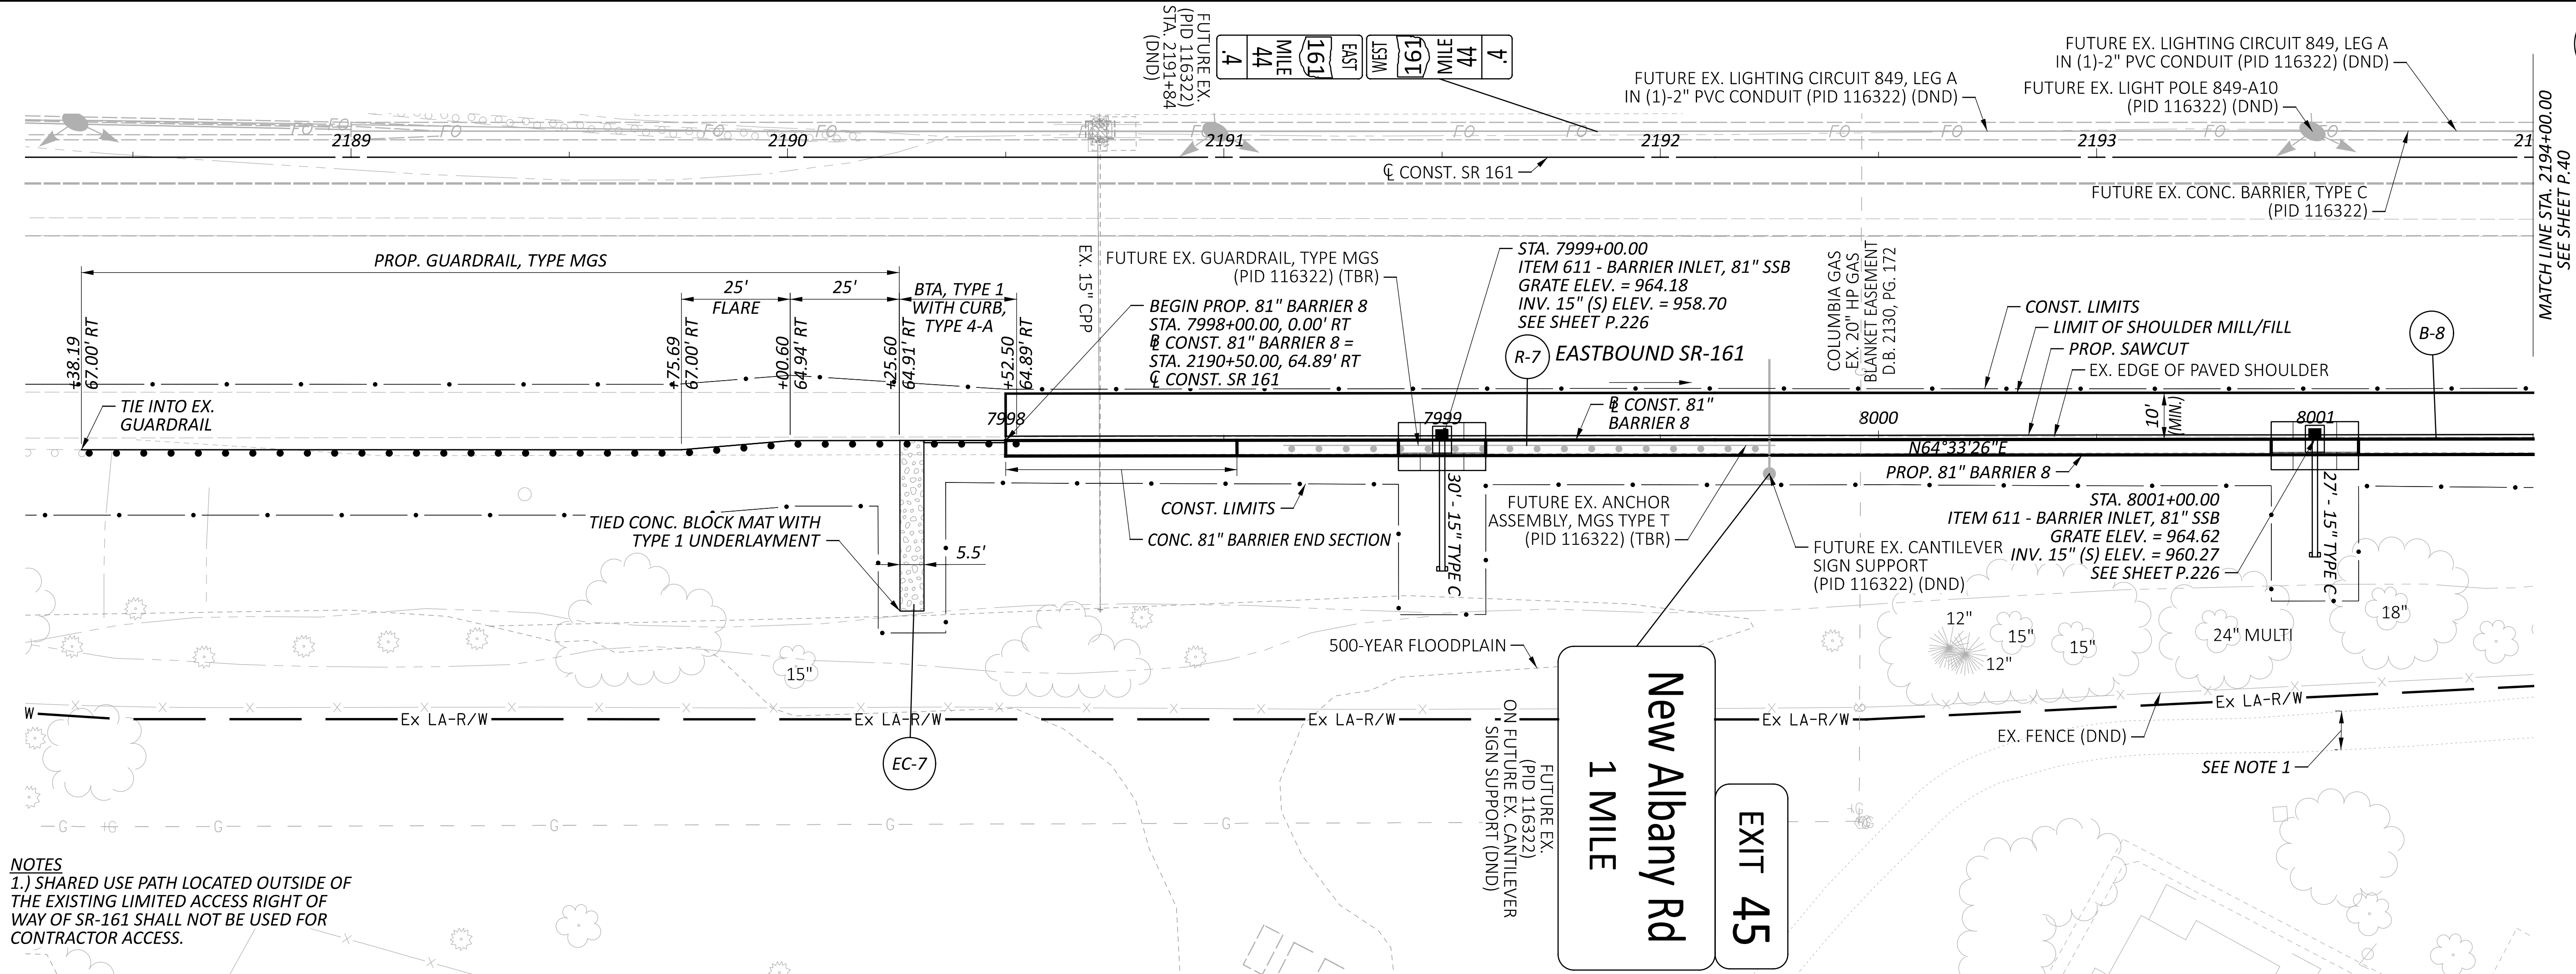 FUTURE EX.
(PID 116322)
STA. 2191+84
(DND)
EAST
161
MILE
44
.4
WEST
161
MILE
44
.4
FUTURE EX. LIGHTING CIRCUIT 849, LEG A
IN (1)-2" PVC CONDUIT (PID 116322) (DND)
FUTURE EX. LIGHTING CIRCUIT 849, LEG A
IN (1)-2" PVC CONDUIT (PID 116322) (DND)
FUTURE EX. LIGHT POLE 849-A10
(PID 116322) (DND)
MATCH LINE STA. 2194+00.00
SEE SHEET P.40
2189
2190
2191
2192
2193
21
℄ CONST. SR 161
FUTURE EX. CONC. BARRIER, TYPE C
(PID 116322)
PROP. GUARDRAIL, TYPE MGS
25'
FLARE
25'
BTA, TYPE 1
WITH CURB,
TYPE 4-A
+38.19
67.00' RT
+75.69
67.00' RT
+00.60
64.94' RT
+25.60
64.91' RT
+52.50
64.89' RT
EX. 15" CPP
FUTURE EX. GUARDRAIL, TYPE MGS
(PID 116322) (TBR)
BEGIN PROP. 81" BARRIER 8
STA. 7998+00.00, 0.00' RT
BL CONST. 81" BARRIER 8 =
STA. 2190+50.00, 64.89' RT
℄ CONST. SR 161
STA. 7999+00.00
ITEM 611 - BARRIER INLET, 81" SSB
GRATE ELEV. = 964.18
INV. 15" (S) ELEV. = 958.70
SEE SHEET P.226
R-7
EASTBOUND SR-161
COLUMBIA GAS
EX. 20" HP GAS
BLANKET EASEMENT
D.B. 2130, PG. 172
CONST. LIMITS
LIMIT OF SHOULDER MILL/FILL
PROP. SAWCUT
EX. EDGE OF PAVED SHOULDER
B-8
TIE INTO EX.
GUARDRAIL
7998
7999
8000
8001
BL CONST. 81"
BARRIER 8
10'
(MIN.)
N64°33'26"E
PROP. 81" BARRIER 8
CONST. LIMITS
CONC. 81" BARRIER END SECTION
30' - 15" TYPE C
FUTURE EX. ANCHOR
ASSEMBLY, MGS TYPE T
(PID 116322) (TBR)
FUTURE EX. CANTILEVER
SIGN SUPPORT
(PID 116322) (DND)
STA. 8001+00.00
ITEM 611 - BARRIER INLET, 81" SSB
GRATE ELEV. = 964.62
INV. 15" (S) ELEV. = 960.27
SEE SHEET P.226
27' - 15" TYPE C
TIED CONC. BLOCK MAT WITH
TYPE 1 UNDERLAYMENT
5.5'
15"
500-YEAR FLOODPLAIN
12"
15"
12"
15"
24" MULTI
18"
W
Ex LA-R/W
Ex LA-R/W
Ex LA-R/W
Ex LA-R/W
Ex LA-R/W
EX. FENCE (DND)
SEE NOTE 1
EC-7
FUTURE EX.
(PID 116322)
ON FUTURE EX. CANTILEVER
SIGN SUPPORT (DND)
New Albany Rd
1 MILE
EXIT 45
G
G
G
G
G
G
NOTES
1.) SHARED USE PATH LOCATED OUTSIDE OF
THE EXISTING LIMITED ACCESS RIGHT OF
WAY OF SR-161 SHALL NOT BE USED FOR
CONTRACTOR ACCESS.